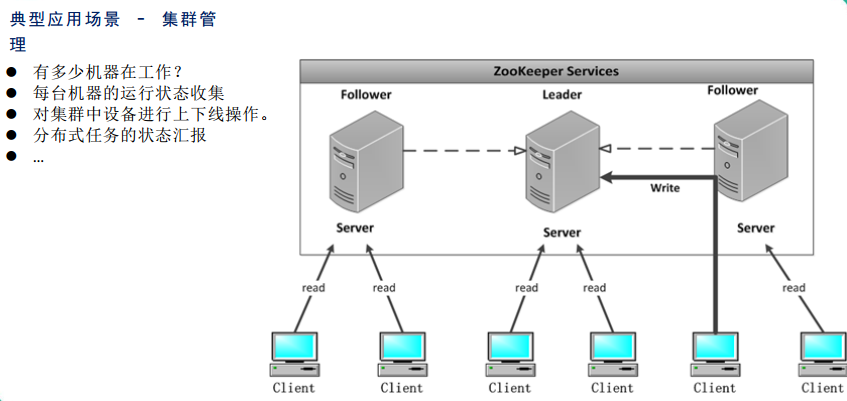 典型应用场景 - 集群管
理
● 有多少机器在工作？
● 每台机器的运行状态收集
● 对集群中设备进行上下线操作。
● 分布式任务的状态汇报
● …
ZooKeeper Services
Follower
Leader
Follower
Write
Server
Server
Server
read
read
read
read
read
Client
Client
Client
Client
Client
Client